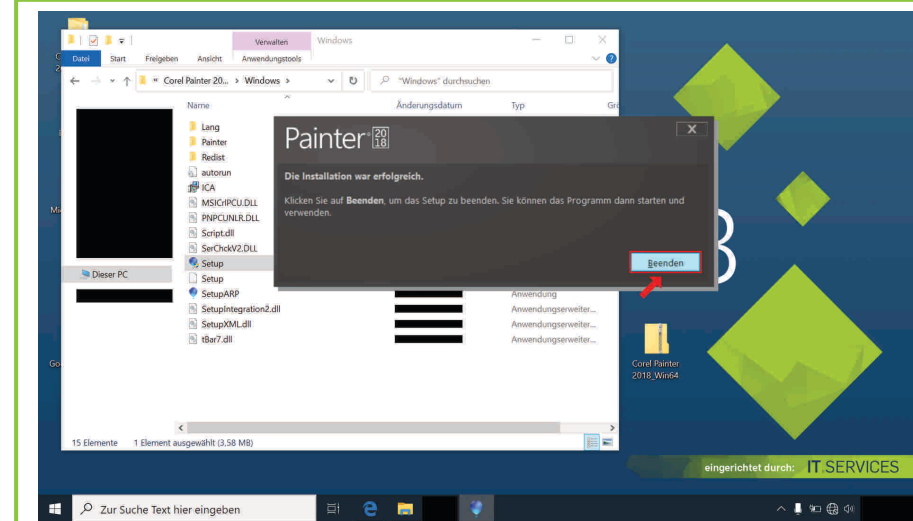 Verwalten
Windows
Datei Start Freigeben Ansicht Anwendungstools
« Corel Painter 20... › Windows ›
"Windows" durchsuchen
Name Änderungsdatum Typ
Lang
Painter
Redist
autorun
ICA
MSICrlPCU.DLL
PNPCUNLR.DLL
Script.dll
SerChckV2.DLL
Setup
Setup
SetupARP Anwendung
SetupIntegration2.dll Anwendungserweiter...
SetupXML.dll Anwendungserweiter...
tBar7.dll Anwendungserweiter...
Dieser PC
Painter 2018
X
Die Installation war erfolgreich.
Klicken Sie auf Beenden, um das Setup zu beenden. Sie können das Programm dann starten und
verwenden.
Beenden
Corel Painter
2018_Win64
15 Elemente 1 Element ausgewählt (3,58 MB)
eingerichtet durch: IT.SERVICES
Zur Suche Text hier eingeben